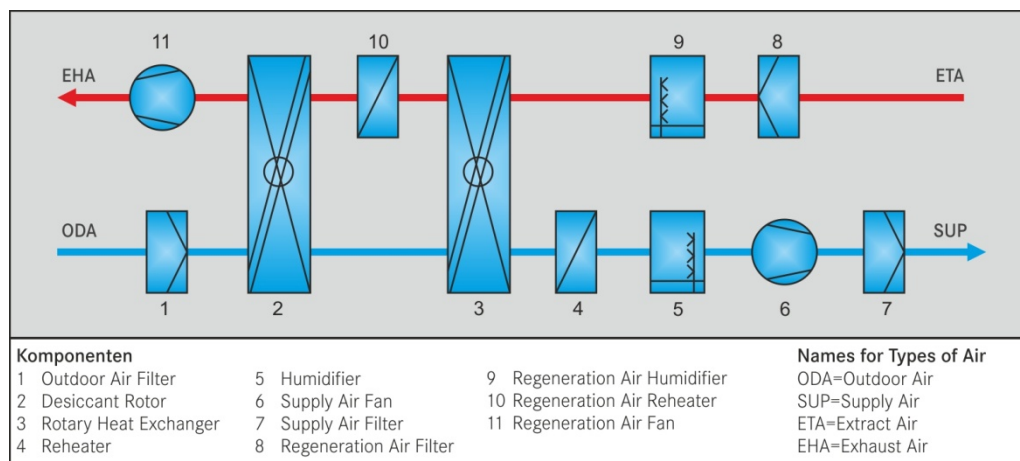 11
10
9
8
EHA
ETA
ODA
SUP
1
2
3
4
5
6
7
Komponenten
1 Outdoor Air Filter
2 Desiccant Rotor
3 Rotary Heat Exchanger
4 Reheater
5 Humidifier
6 Supply Air Fan
7 Supply Air Filter
8 Regeneration Air Filter
9 Regeneration Air Humidifier
10 Regeneration Air Reheater
11 Regeneration Air Fan
Names for Types of Air
ODA=Outdoor Air
SUP=Supply Air
ETA=Extract Air
EHA=Exhaust Air